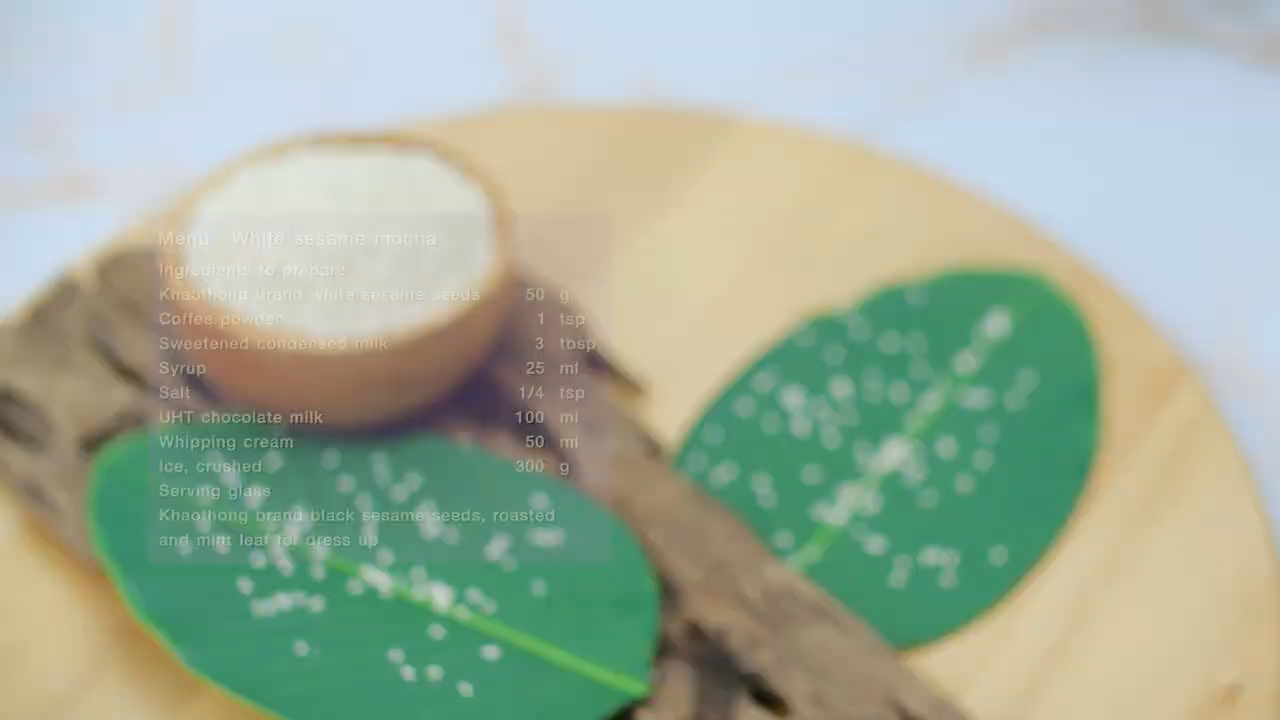 Menu : White sesame mocha
Ingredients to prepare
Khaothong brand white sesame seeds 50 g
Coffee powder 1 tsp
Sweetened condensed milk 3 tbsp
Syrup 25 ml
Salt 1/4 tsp
UHT chocolate milk 100 ml
Whipping cream 50 ml
Ice, crushed 300 g
Serving glass
Khaothong brand black sesame seeds, roasted
and mint leaf for dress up